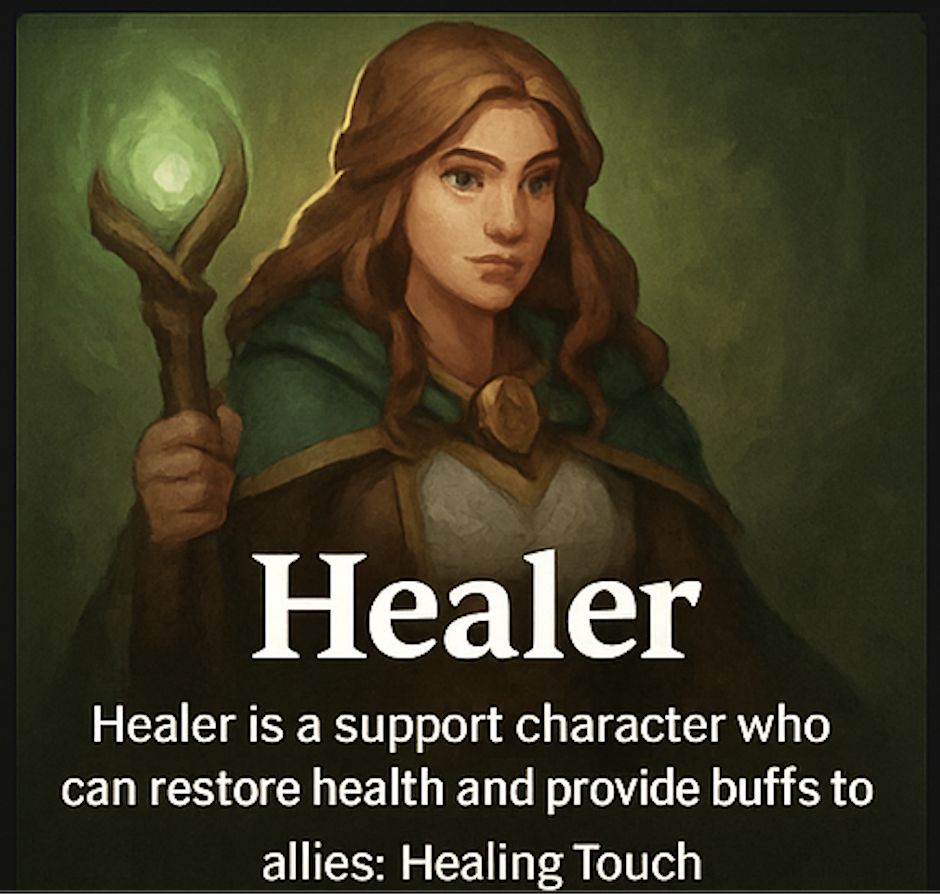 Healer
Healer is a support character who
can restore health and provide buffs to
allies: Healing Touch